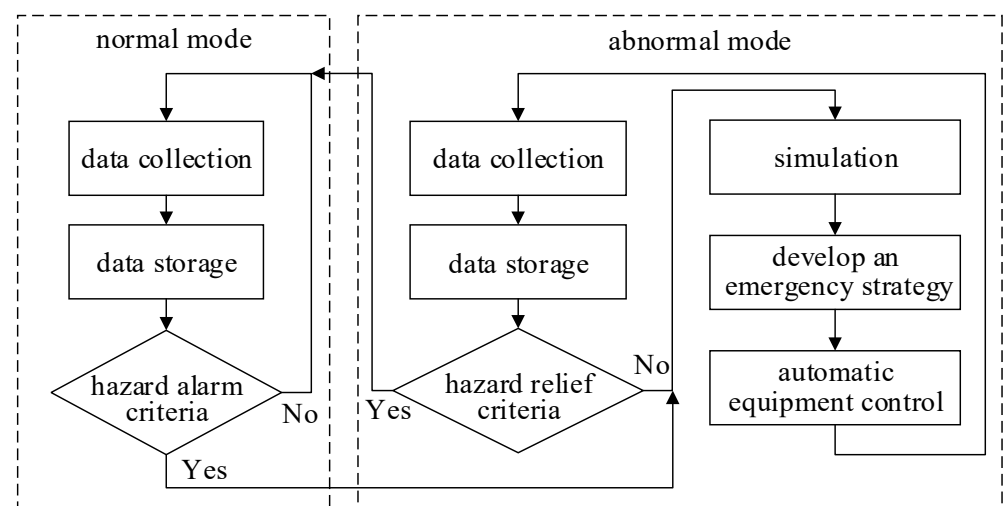 normal mode
data collection
data storage
hazard alarm
criteria
No
Yes
abnormal mode
data collection
data storage
hazard relief
criteria
Yes
No
simulation
develop an
emergency strategy
automatic
equipment control